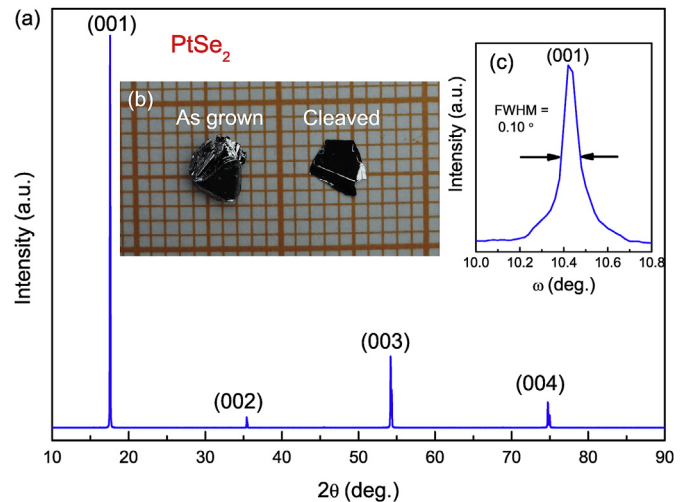 (a)
(001)
PtSe2
(b)
As grown
Cleaved
(c)
(001)
FWHM =
0.10 °
Intensity (a.u.)
10.0 10.2 10.4 10.6 10.8
ω (deg.)
Intensity (a.u.)
(002)
(003)
(004)
10 20 30 40 50 60 70 80 90
2θ (deg.)